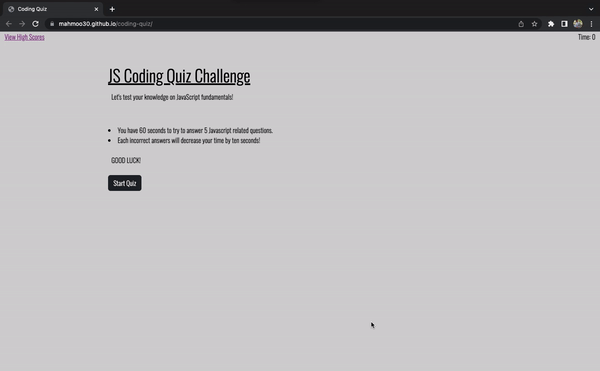 Coding Quiz
mahmoo30.github.io/coding-quiz/
View High Scores
Time: 0
JS Coding Quiz Challenge
Let's test your knowledge on JavaScript fundamentals!
You have 60 seconds to try to answer 5 Javascript related questions.
Each incorrect answers will decrease your time by ten seconds!
GOOD LUCK!
Start Quiz